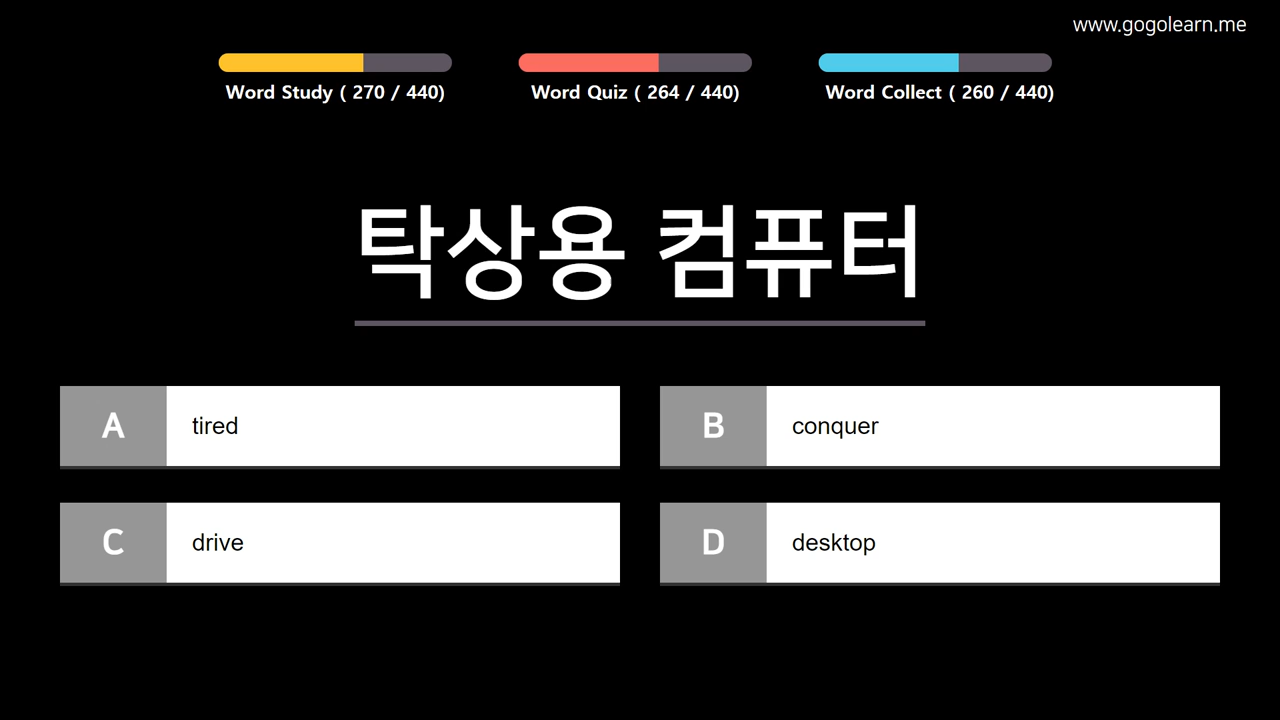 www.gogolearn.me
Word Study ( 270 / 440)
Word Quiz ( 264 / 440)
Word Collect ( 260 / 440)
탁상용 컴퓨터
A tired
B conquer
C drive
D desktop